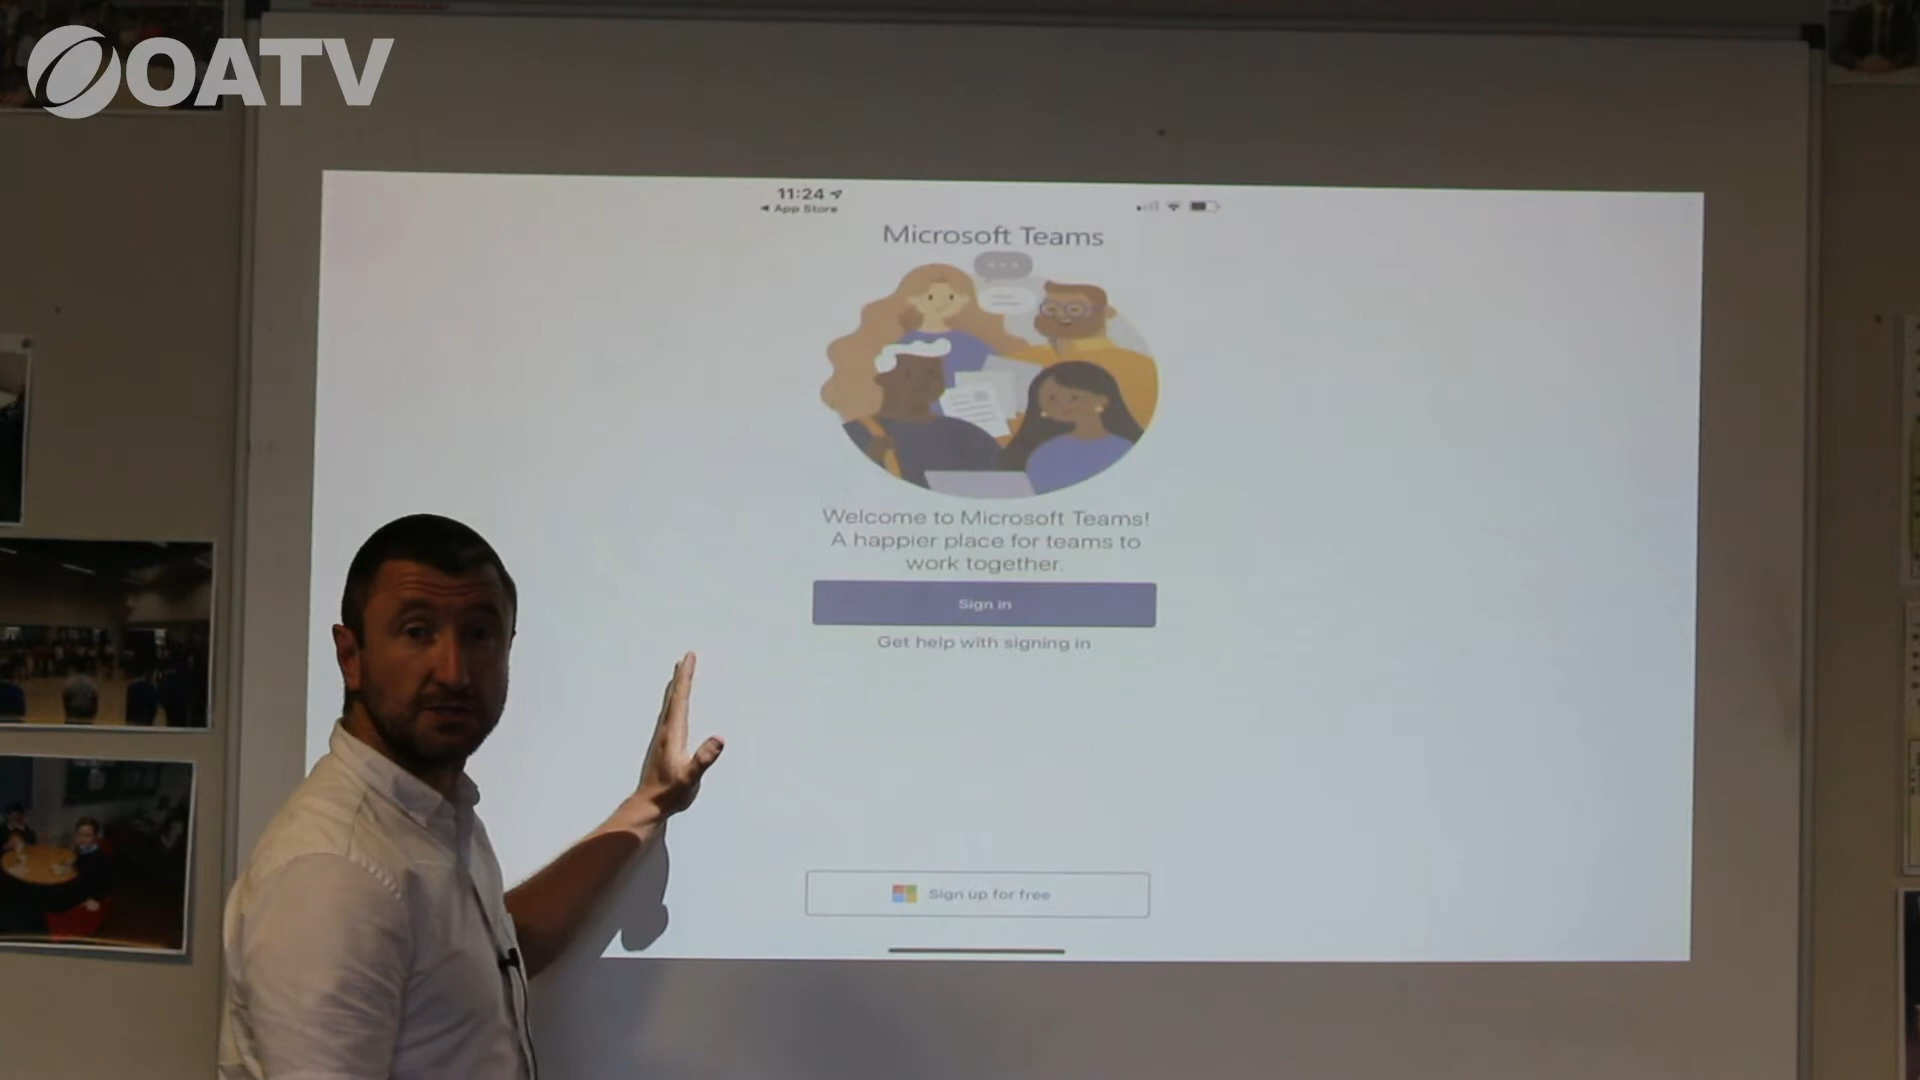 OATV
11:24
App Store
Microsoft Teams
Welcome to Microsoft Teams!
A happier place for teams to
work together.
Sign in
Get help with signing in
Sign up for free